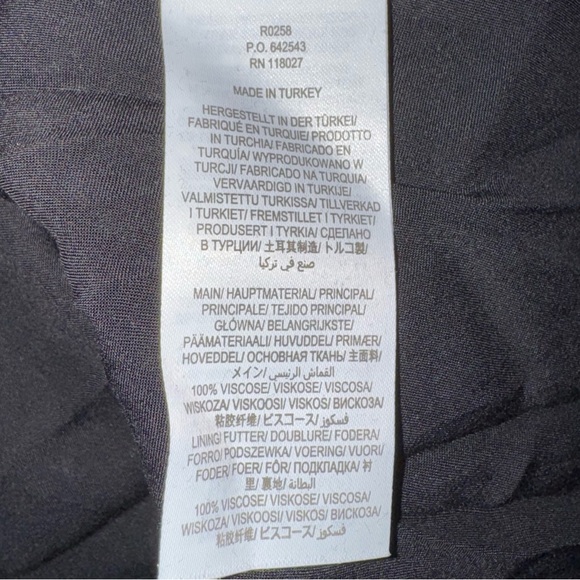 R0258
P.O. 642543
RN 118027
MADE IN TURKEY
HERGESTELLT IN DER TÜRKEI/
FABRIQUÉ EN TURQUIE/ PRODOTTO
IN TURCHIA/ FABRICADO EN
TURQUÍA/ WYPRODUKOWANO W
TURCJI/ FABRICADO NA TURQUIA/
VERVAARDIGD IN TURKIJE/
VALMISTETTU TURKISSA/ TILLVERKAD
I TURKIET/ FREMSTILLET I TYRKIET/
PRODUSERT I TYRKIA/ СДЕЛАНО
В ТУРЦИИ/ 土耳其制造/ トルコ製/
صنع في تركيا
MAIN/ HAUPTMATERIAL/ PRINCIPAL/
PRINCIPALE/ TEJIDO PRINCIPAL/
GŁÓWNA/ BELANGRIJKSTE/
PÄÄMATERIAALI/ HUVUDDEL/ PRIMÆR/
HOVEDDEL/ ОСНОВНАЯ ТКАНЬ/ 主面料/
メイン/ القماش الرئيسي/
100% VISCOSE/ VISKOSE/ VISCOSA/
WISKOZA/ VISKOOSI/ VISKOS/ ВИСКОЗА/
粘胶纤维/ ビスコース/ فسكوز/
LINING/ FUTTER/ DOUBLURE/ FODERA/
FORRO/ PODSZEWKA/ VOERING/ VUORI/
FODER/ FOER/ FÔR/ ПОДКЛАДКА/ 衬
里/ 裏地/ البطانة/
100% VISCOSE/ VISKOSE/ VISCOSA/
WISKOZA/ VISKOOSI/ VISKOS/ ВИСКОЗА/
粘胶纤维/ ビスコース/ فسكوز/